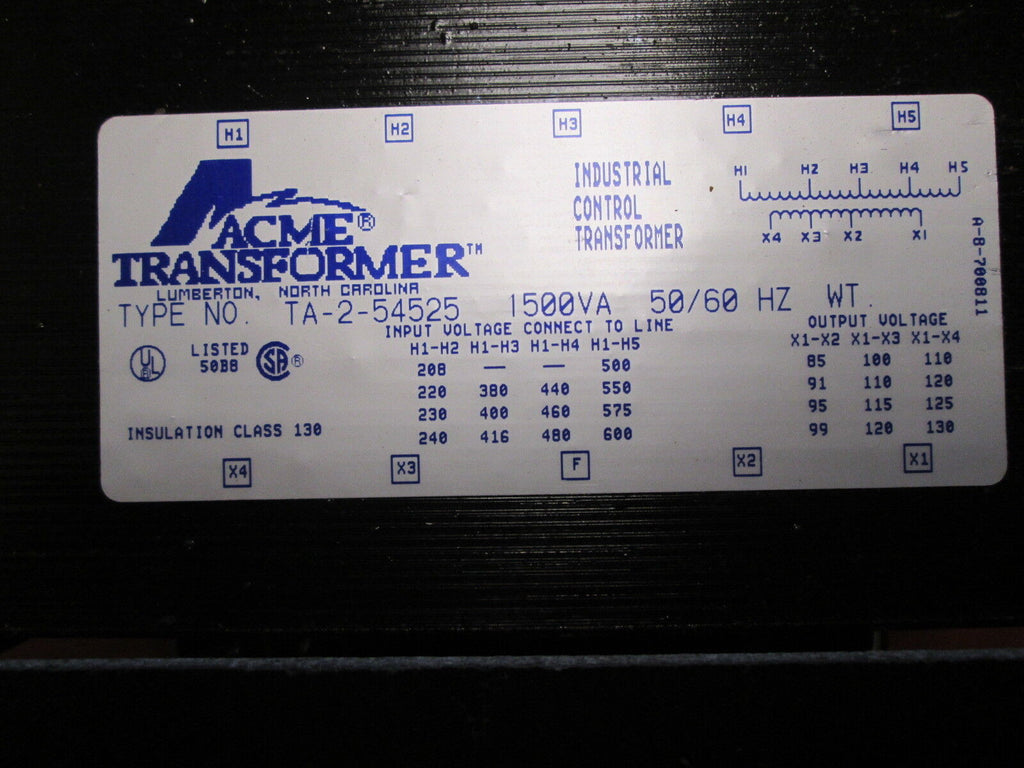 H1 H2 H3 H4 H5
ACME®
TRANSFORMER™
LUMBERTON, NORTH CAROLINA
INDUSTRIAL
CONTROL
TRANSFORMER
H1 H2 H3 H4 H5
X4 X3 X2 X1
A-B-700811
TYPE NO. TA-2-54525 1500VA 50/60 HZ WT.
INPUT VOLTAGE CONNECT TO LINE
H1-H2 H1-H3 H1-H4 H1-H5
208 — — 500
220 380 440 550
230 400 460 575
240 416 480 600
OUTPUT VOLTAGE
X1-X2 X1-X3 X1-X4
85 100 110
91 110 120
95 115 125
99 120 130
UL ®
LISTED
50B8
SA ®
INSULATION CLASS 130
X4 X3 F X2 X1